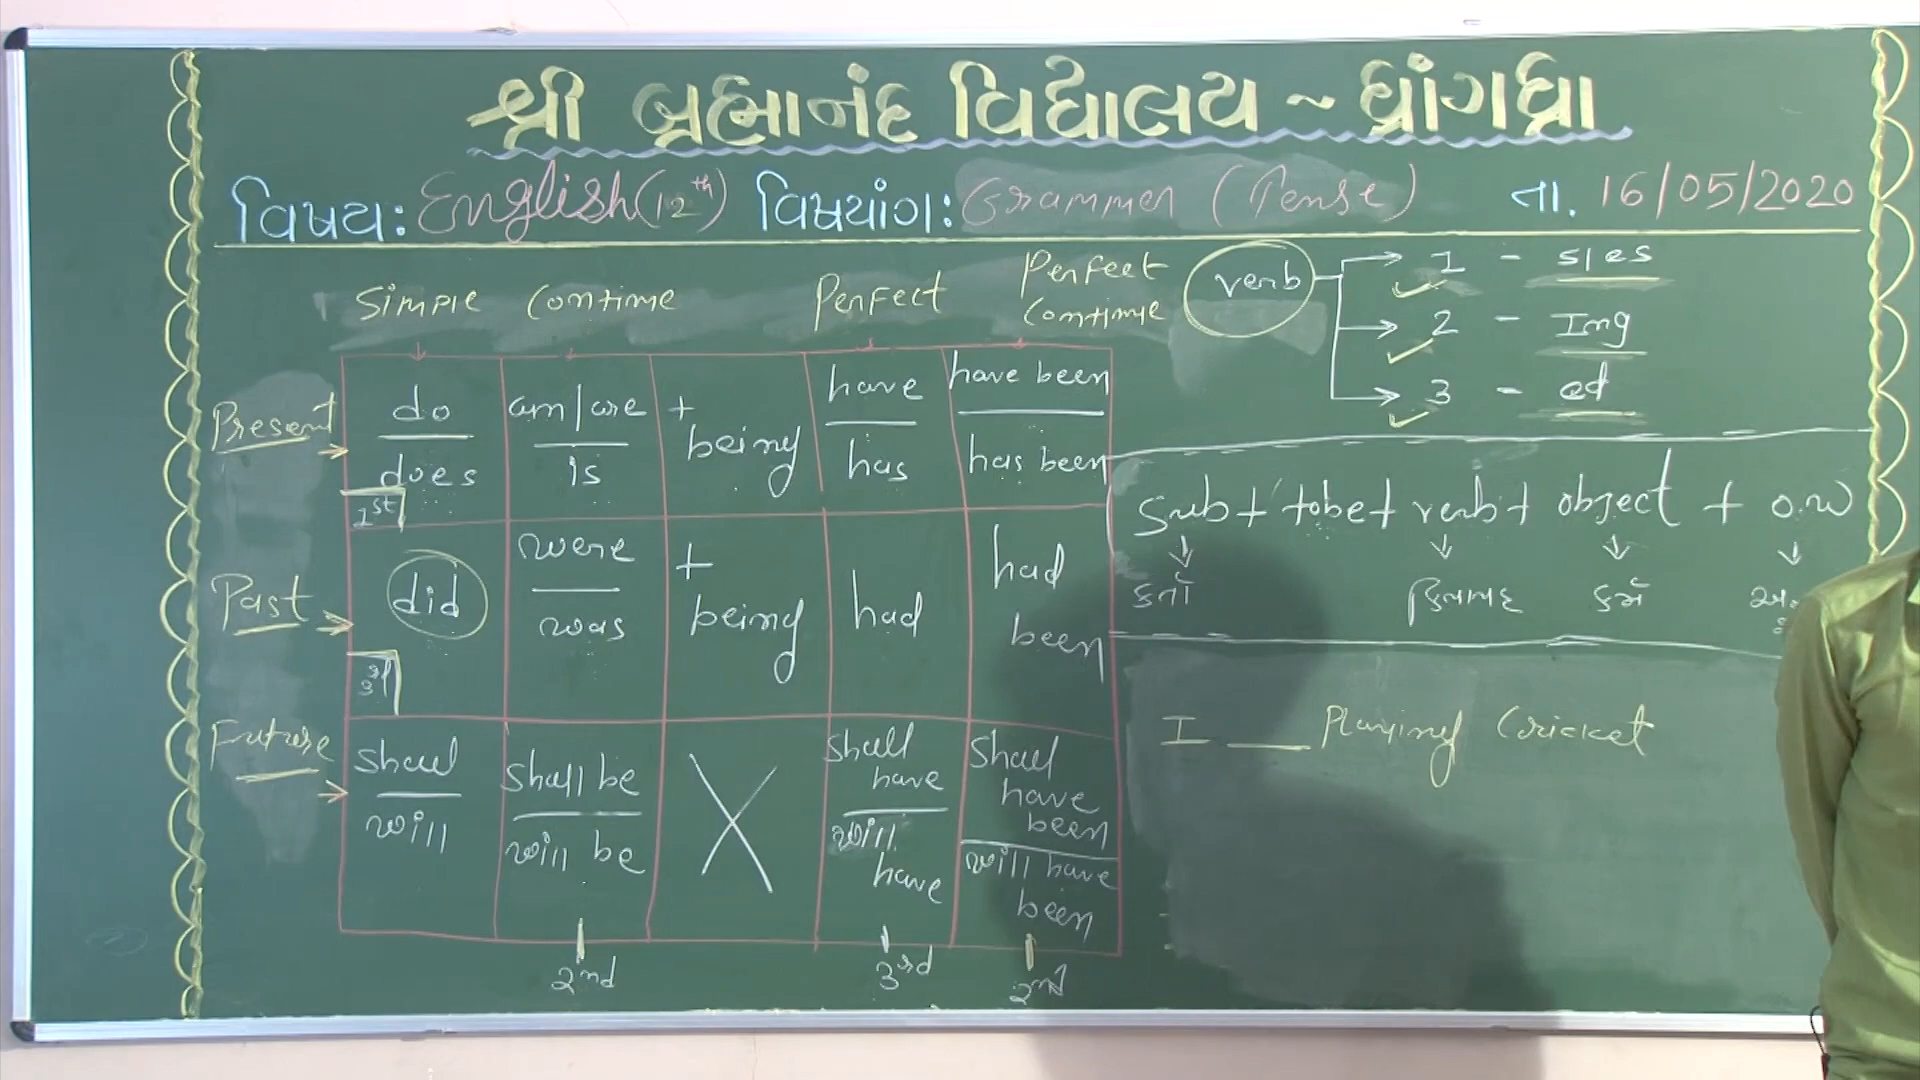 શ્રી બ્રહ્માનંદ વિદ્યાલય ~ ધ્રાંગધ્રા
વિષય: English (12th) વિષયાંગ: Grammer (Tense) તા. 16/05/2020
Simple Continue Perfect Perfect Continue
Present do / does am/are / is + being have / has have been / has been
1st
Past did were / was + being had had been
3rd
Future shall / will shall be / will be X shall have / will have shall have been / will have been
2nd 3rd 2nd
verb
1 - s/es
2 - Ing
3 - ed
Sub + tobe + verb + object + o.w
કર્તા ક્રિયાપદ કર્મ
I ___ Playing Cricket